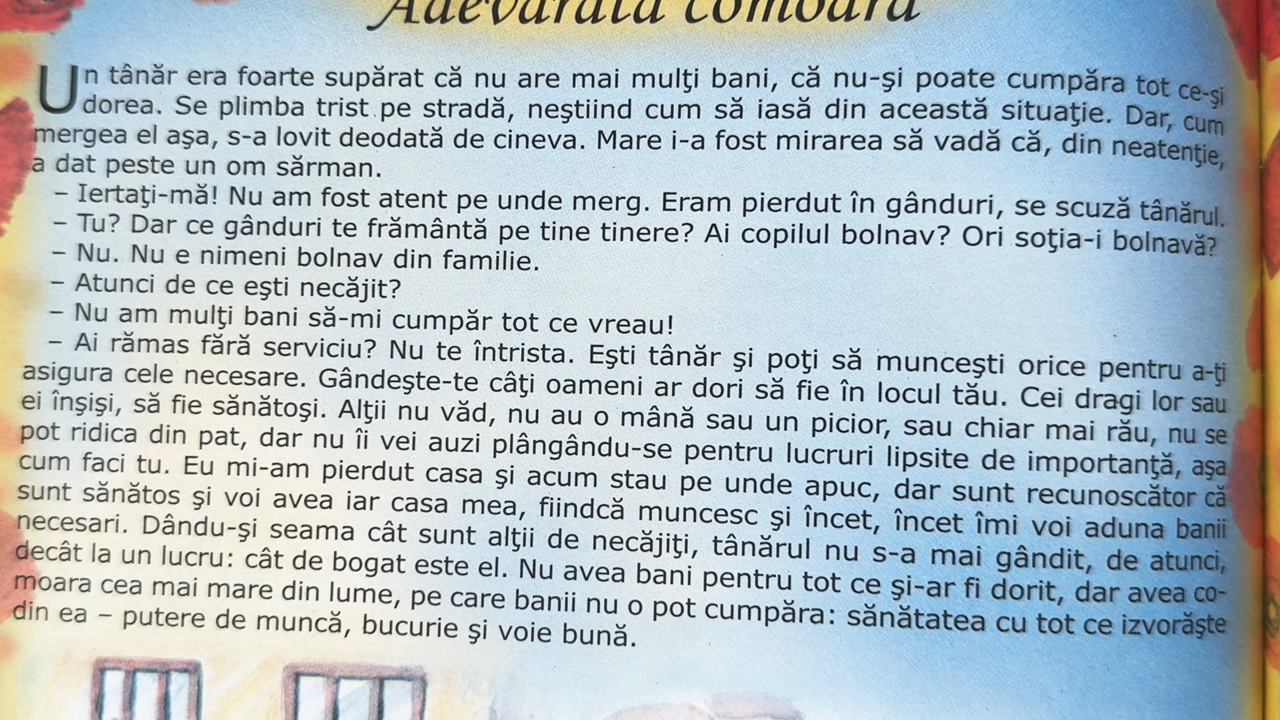 Adevărata comoară
Un tânăr era foarte supărat că nu are mai mulţi bani, că nu-şi poate cumpăra tot ce-şi
dorea. Se plimba trist pe stradă, neştiind cum să iasă din această situaţie. Dar, cum
mergea el aşa, s-a lovit deodată de cineva. Mare i-a fost mirarea să vadă că, din neatenţie,
a dat peste un om sărman.
– Iertaţi-mă! Nu am fost atent pe unde merg. Eram pierdut în gânduri, se scuză tânărul.
– Tu? Dar ce gânduri te frământă pe tine tinere? Ai copilul bolnav? Ori soţia-i bolnavă?
– Nu. Nu e nimeni bolnav din familie.
– Atunci de ce eşti necăjit?
– Nu am mulţi bani să-mi cumpăr tot ce vreau!
– Ai rămas fără serviciu? Nu te întrista. Eşti tânăr şi poţi să munceşti orice pentru a-ţi
asigura cele necesare. Gândeşte-te câţi oameni ar dori să fie în locul tău. Cei dragi lor sau
ei înşişi, să fie sănătoşi. Alţii nu văd, nu au o mână sau un picior, sau chiar mai rău, nu se
pot ridica din pat, dar nu îi vei auzi plângându-se pentru lucruri lipsite de importanţă, aşa
cum faci tu. Eu mi-am pierdut casa şi acum stau pe unde apuc, dar sunt recunoscător că
sunt sănătos şi voi avea iar casa mea, fiindcă muncesc şi încet, încet îmi voi aduna banii
necesari. Dându-şi seama cât sunt alţii de necăjiţi, tânărul nu s-a mai gândit, de atunci,
decât la un lucru: cât de bogat este el. Nu avea bani pentru tot ce şi-ar fi dorit, dar avea co-
moara cea mai mare din lume, pe care banii nu o pot cumpăra: sănătatea cu tot ce izvorăşte
din ea – putere de muncă, bucurie şi voie bună.